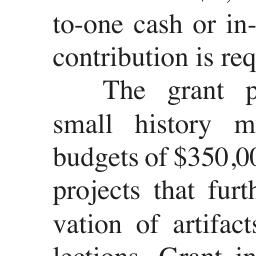 to-one cash or in-
contribution is req
The grant p
small history m
budgets of $350,00
projects that furth
vation of artifacts
lections. Grant in